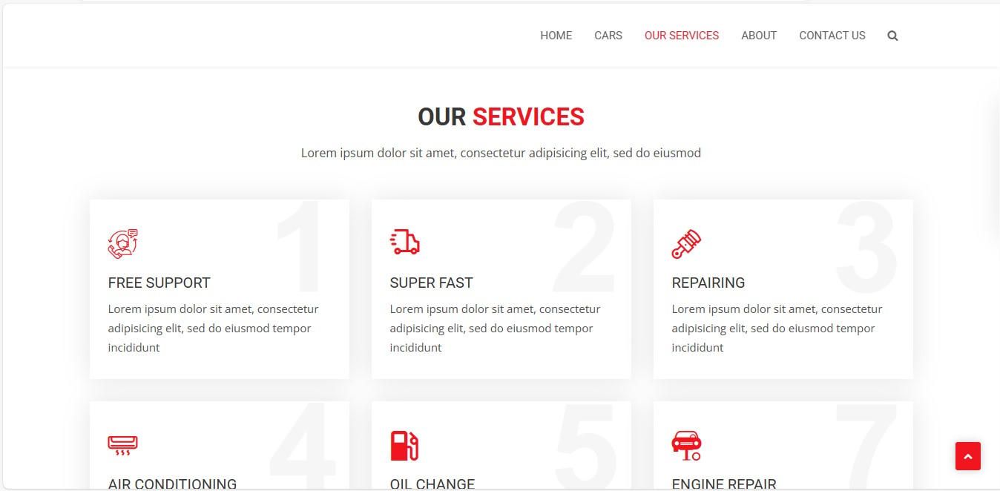 HOME CARS OUR SERVICES ABOUT CONTACT US
OUR SERVICES
Lorem ipsum dolor sit amet, consectetur adipisicing elit, sed do eiusmod
1
FREE SUPPORT
Lorem ipsum dolor sit amet, consectetur
adipisicing elit, sed do eiusmod tempor
incididunt
2
SUPER FAST
Lorem ipsum dolor sit amet, consectetur
adipisicing elit, sed do eiusmod tempor
incididunt
3
REPAIRING
Lorem ipsum dolor sit amet, consectetur
adipisicing elit, sed do eiusmod tempor
incididunt
4
AIR CONDITIONING
5
OIL CHANGE
7
ENGINE REPAIR